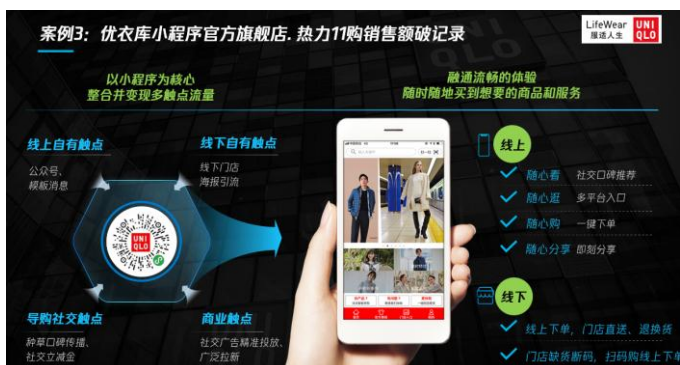 案例3：优衣库小程序官方旗舰店.热力11购销售额破记录
LifeWear
服适人生
UNI
QLO
以小程序为核心
整合并变现多触点流量
融通流畅的体验
随时随地买到想要的商品和服务
线上自有触点
公众号、
模板消息
线下自有触点
线下门店
海报引流
UNI
QLO
导购社交触点
种草口碑传播、
社交立减金
商业触点
社交广告精准投放、
广泛拉新
线上
随心看 社交口碑推荐
随心逛 多平台入口
随心购 一键下单
随心分享 即刻分享
线下
线上下单，门店直送、退换货
门店缺货断码，扫码购线上下单